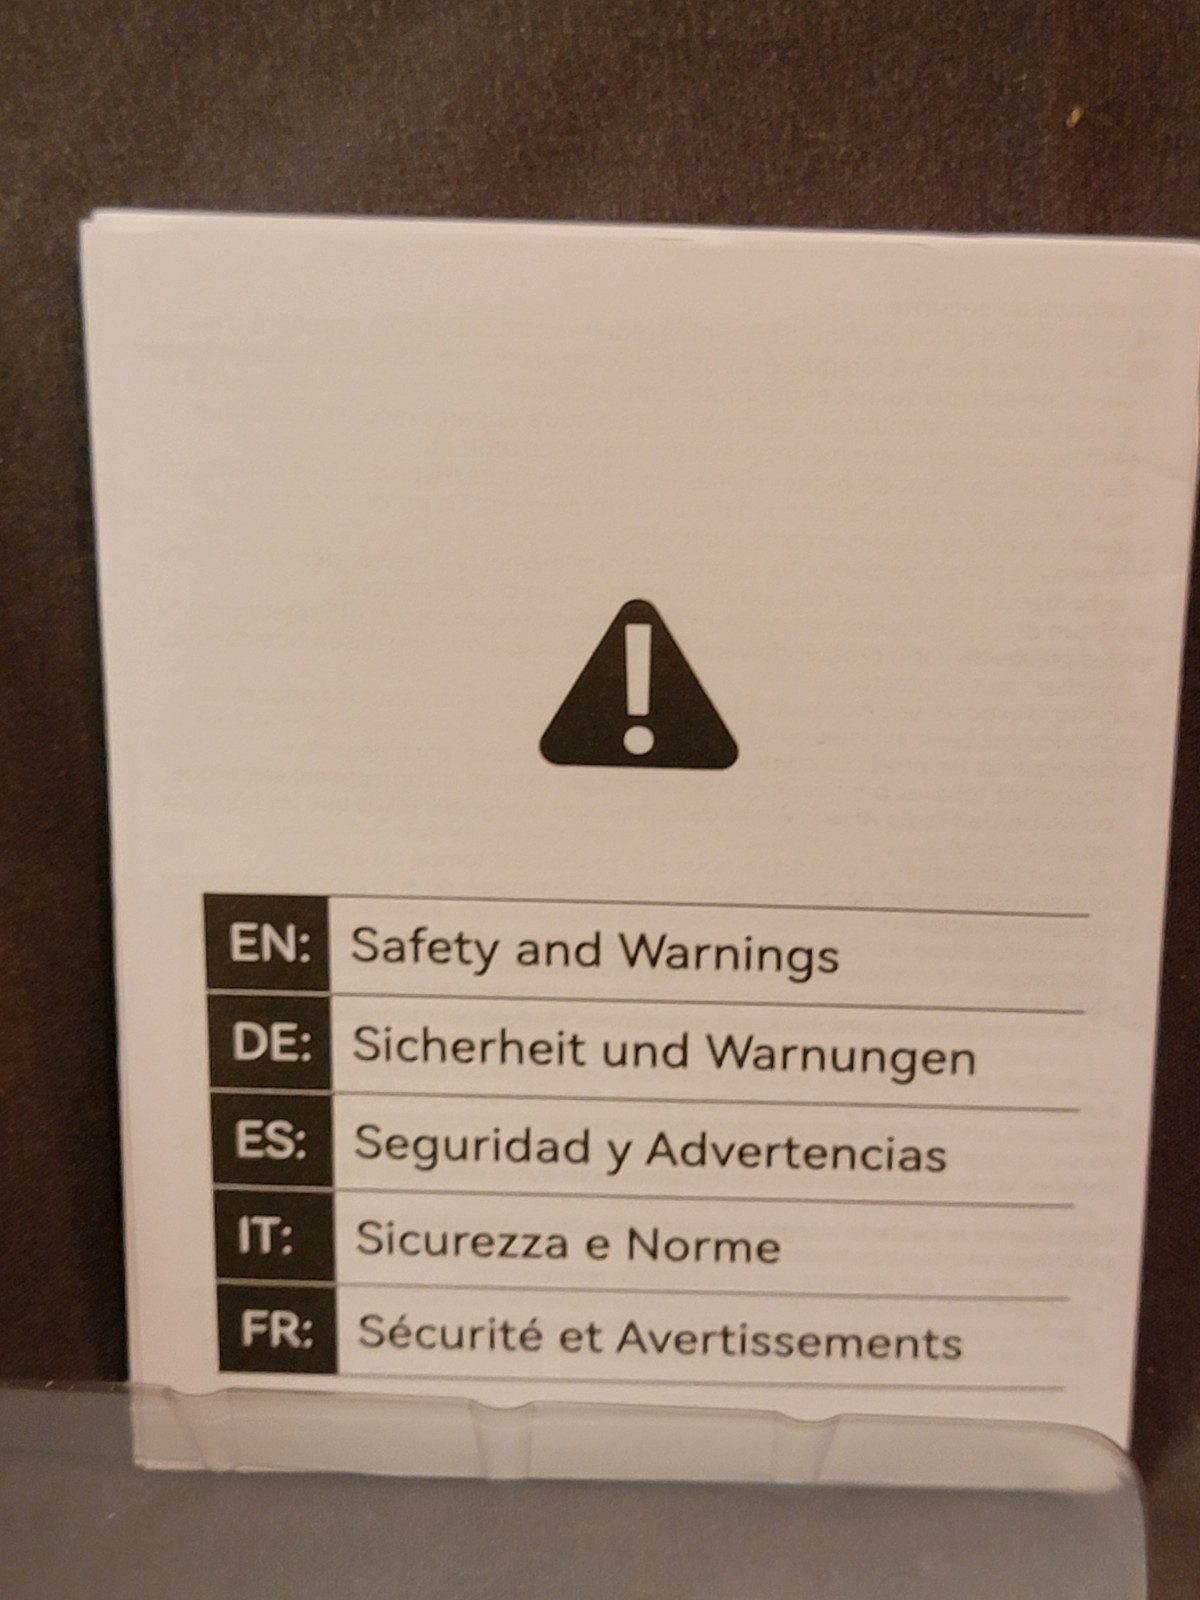 EN: Safety and Warnings
DE: Sicherheit und Warnungen
ES: Seguridad y Advertencias
IT: Sicurezza e Norme
FR: Sécurité et Avertissements